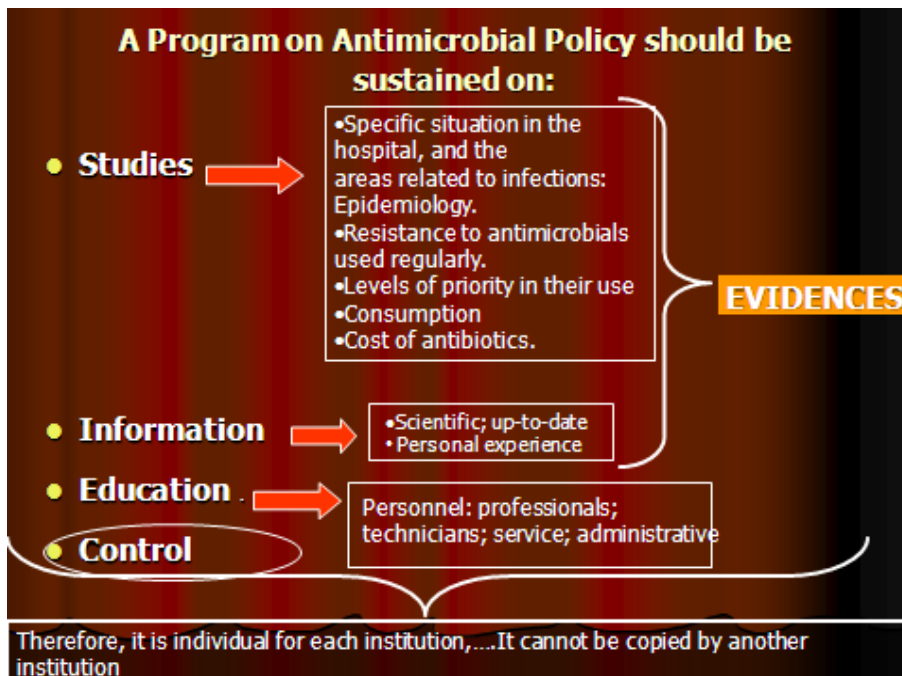 A Program on Antimicrobial Policy should be
sustained on:
• Studies
•Specific situation in the
hospital, and the
areas related to infections:
Epidemiology.
•Resistance to antimicrobials
used regularly.
•Levels of priority in their use
•Consumption
•Cost of antibiotics.
EVIDENCES
• Information
•Scientific; up-to-date
• Personal experience
• Education .
Personnel: professionals;
technicians; service; administrative
• Control
Therefore, it is individual for each institution,....It cannot be copied by another
institution